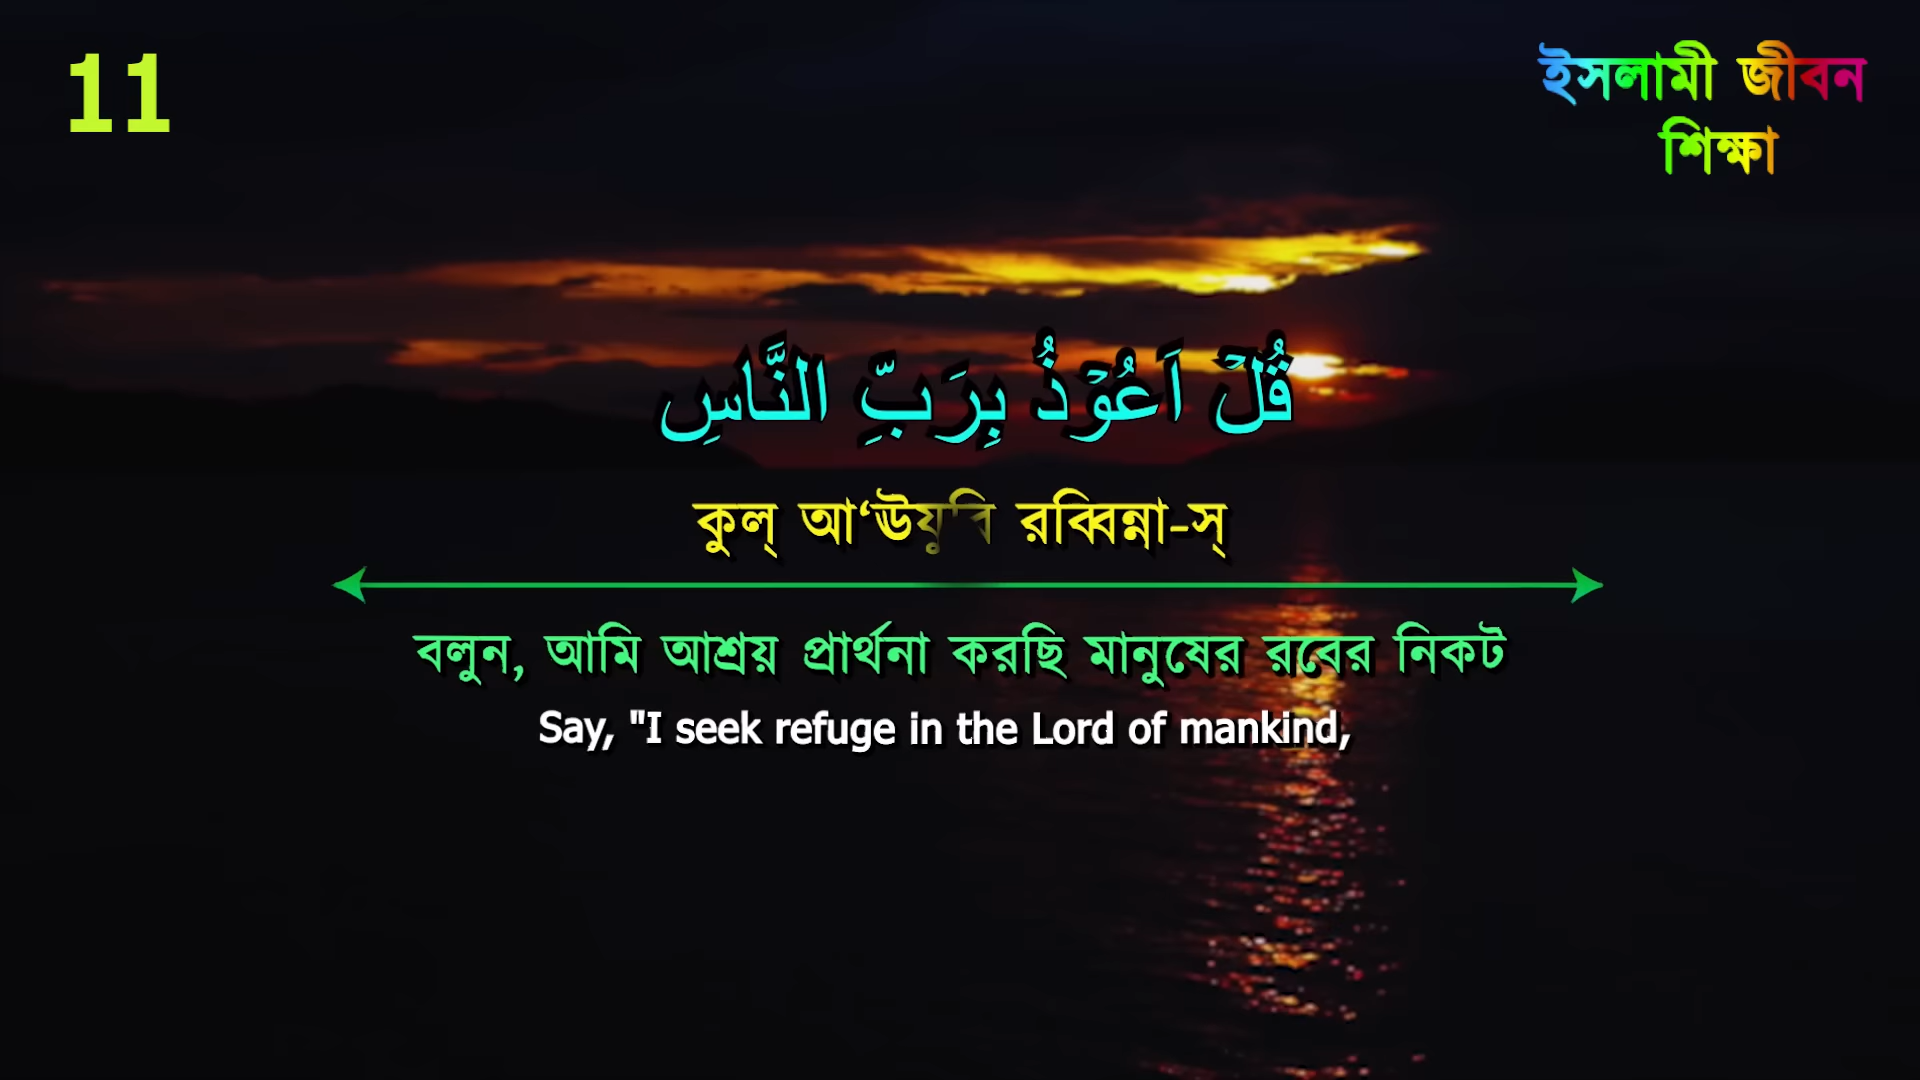 11
ইসলামী জীবন
শিক্ষা
قُلْ اَعُوْذُ بِرَبِّ النَّاسِ
কুল্ আ‘ঊযুবি রব্বিন্না-স্
বলুন, আমি আশ্রয় প্রার্থনা করছি মানুষের রবের নিকট
Say, "I seek refuge in the Lord of mankind,